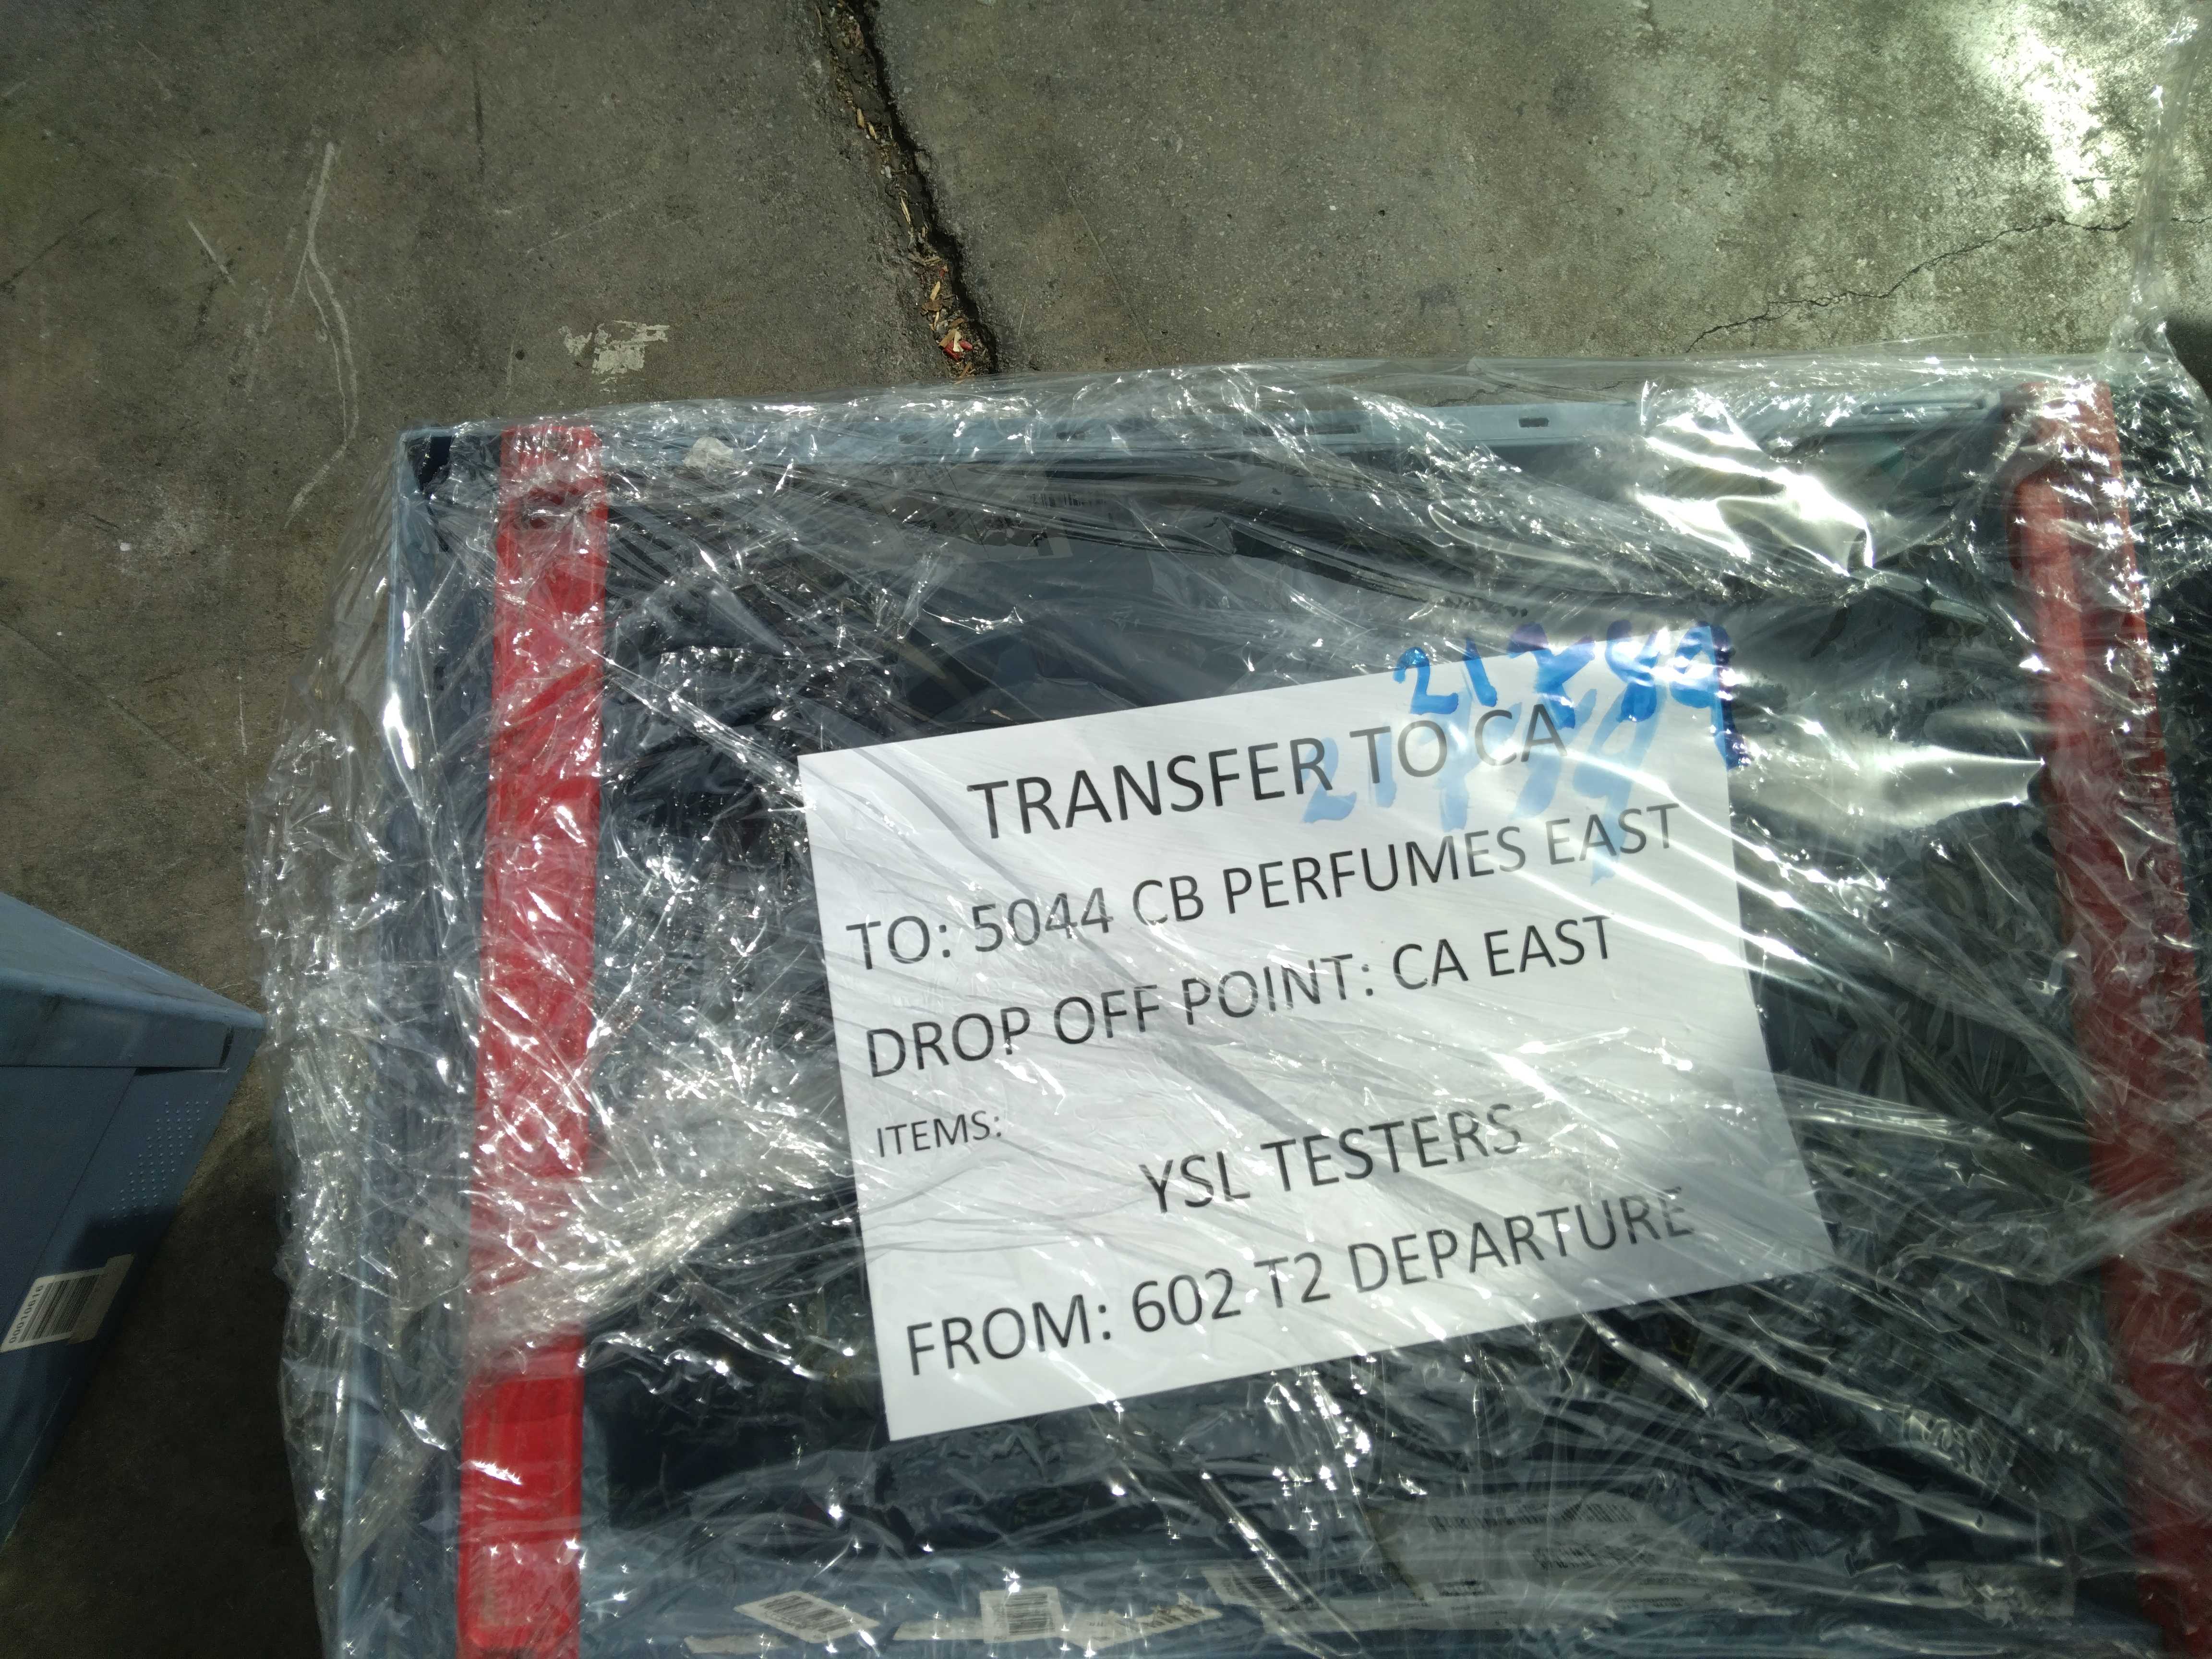 TRANSFER TO CA
TO: 5044 CB PERFUMES EAST
DROP OFF POINT: CA EAST
ITEMS:
YSL TESTERS
FROM: 602 T2 DEPARTURE